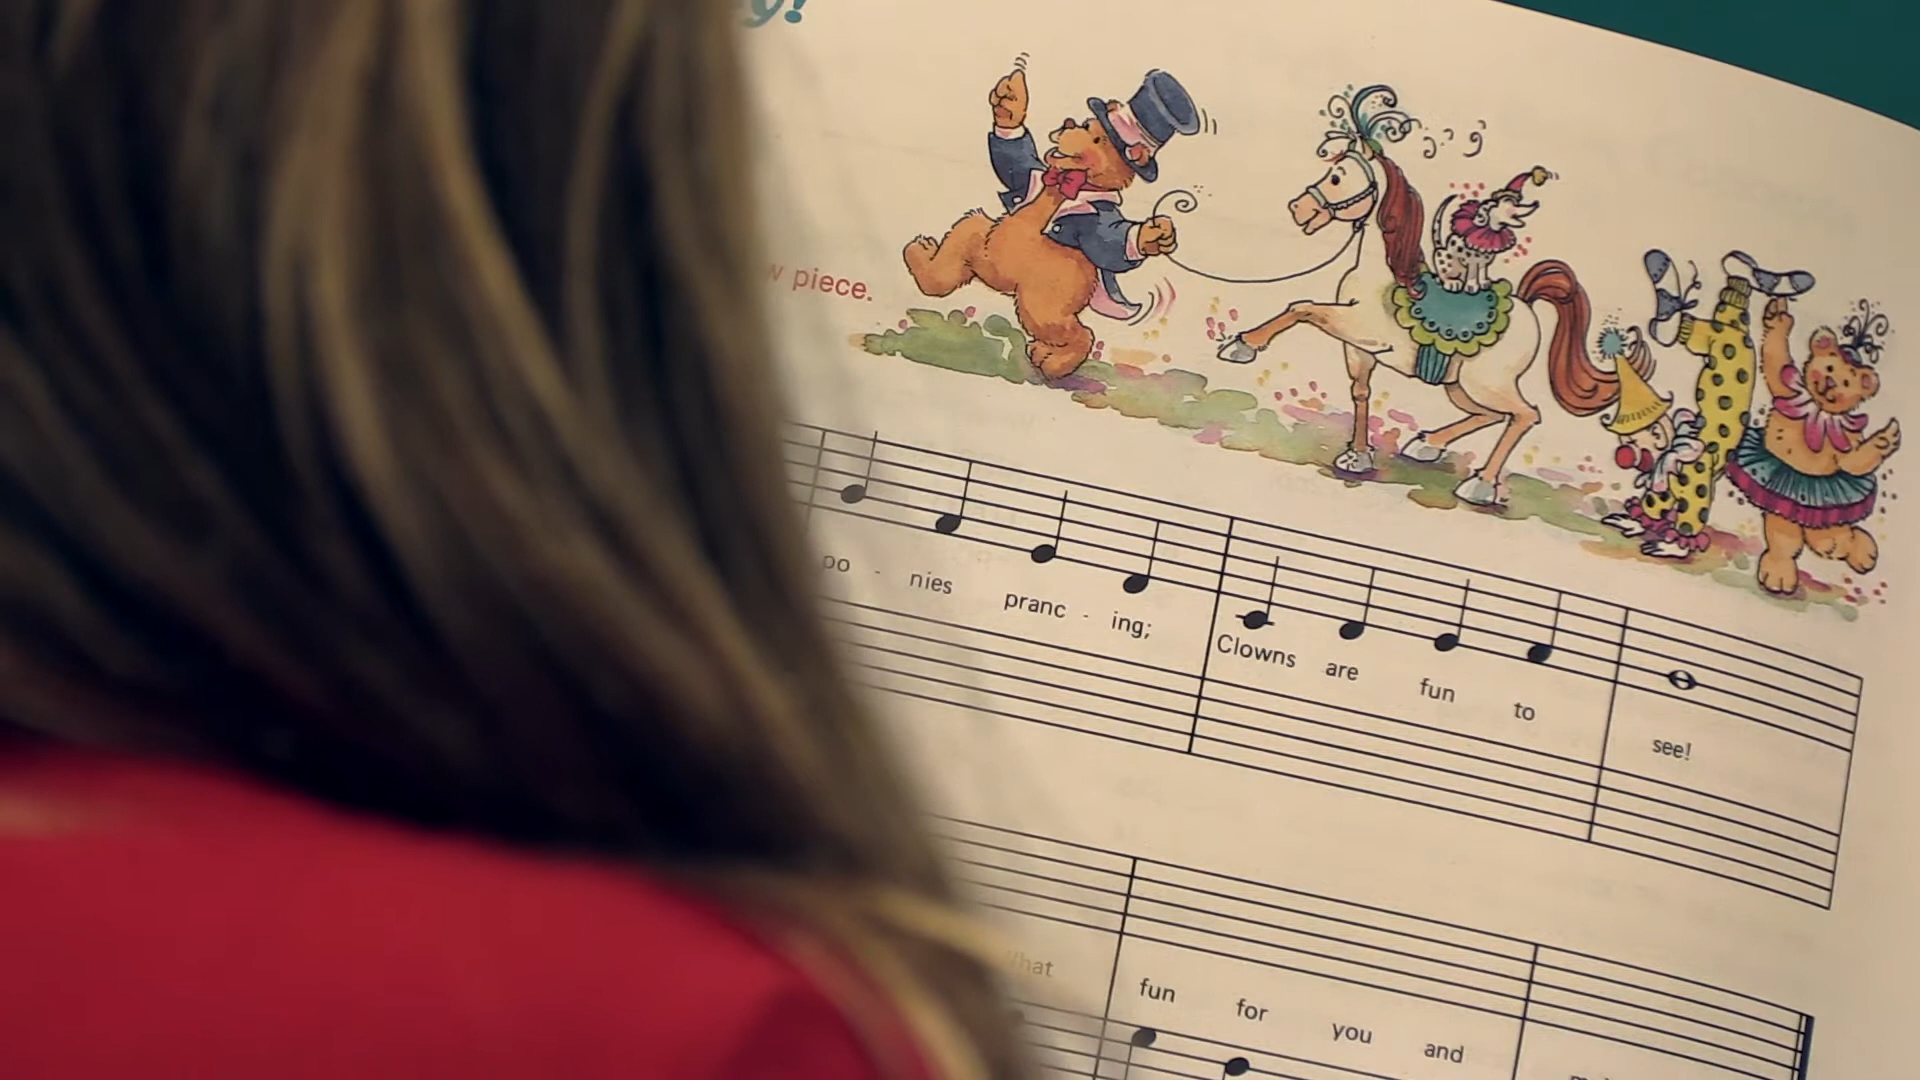 y!
w piece.
po - nies pranc - ing; Clowns are fun to see!
What fun for you and